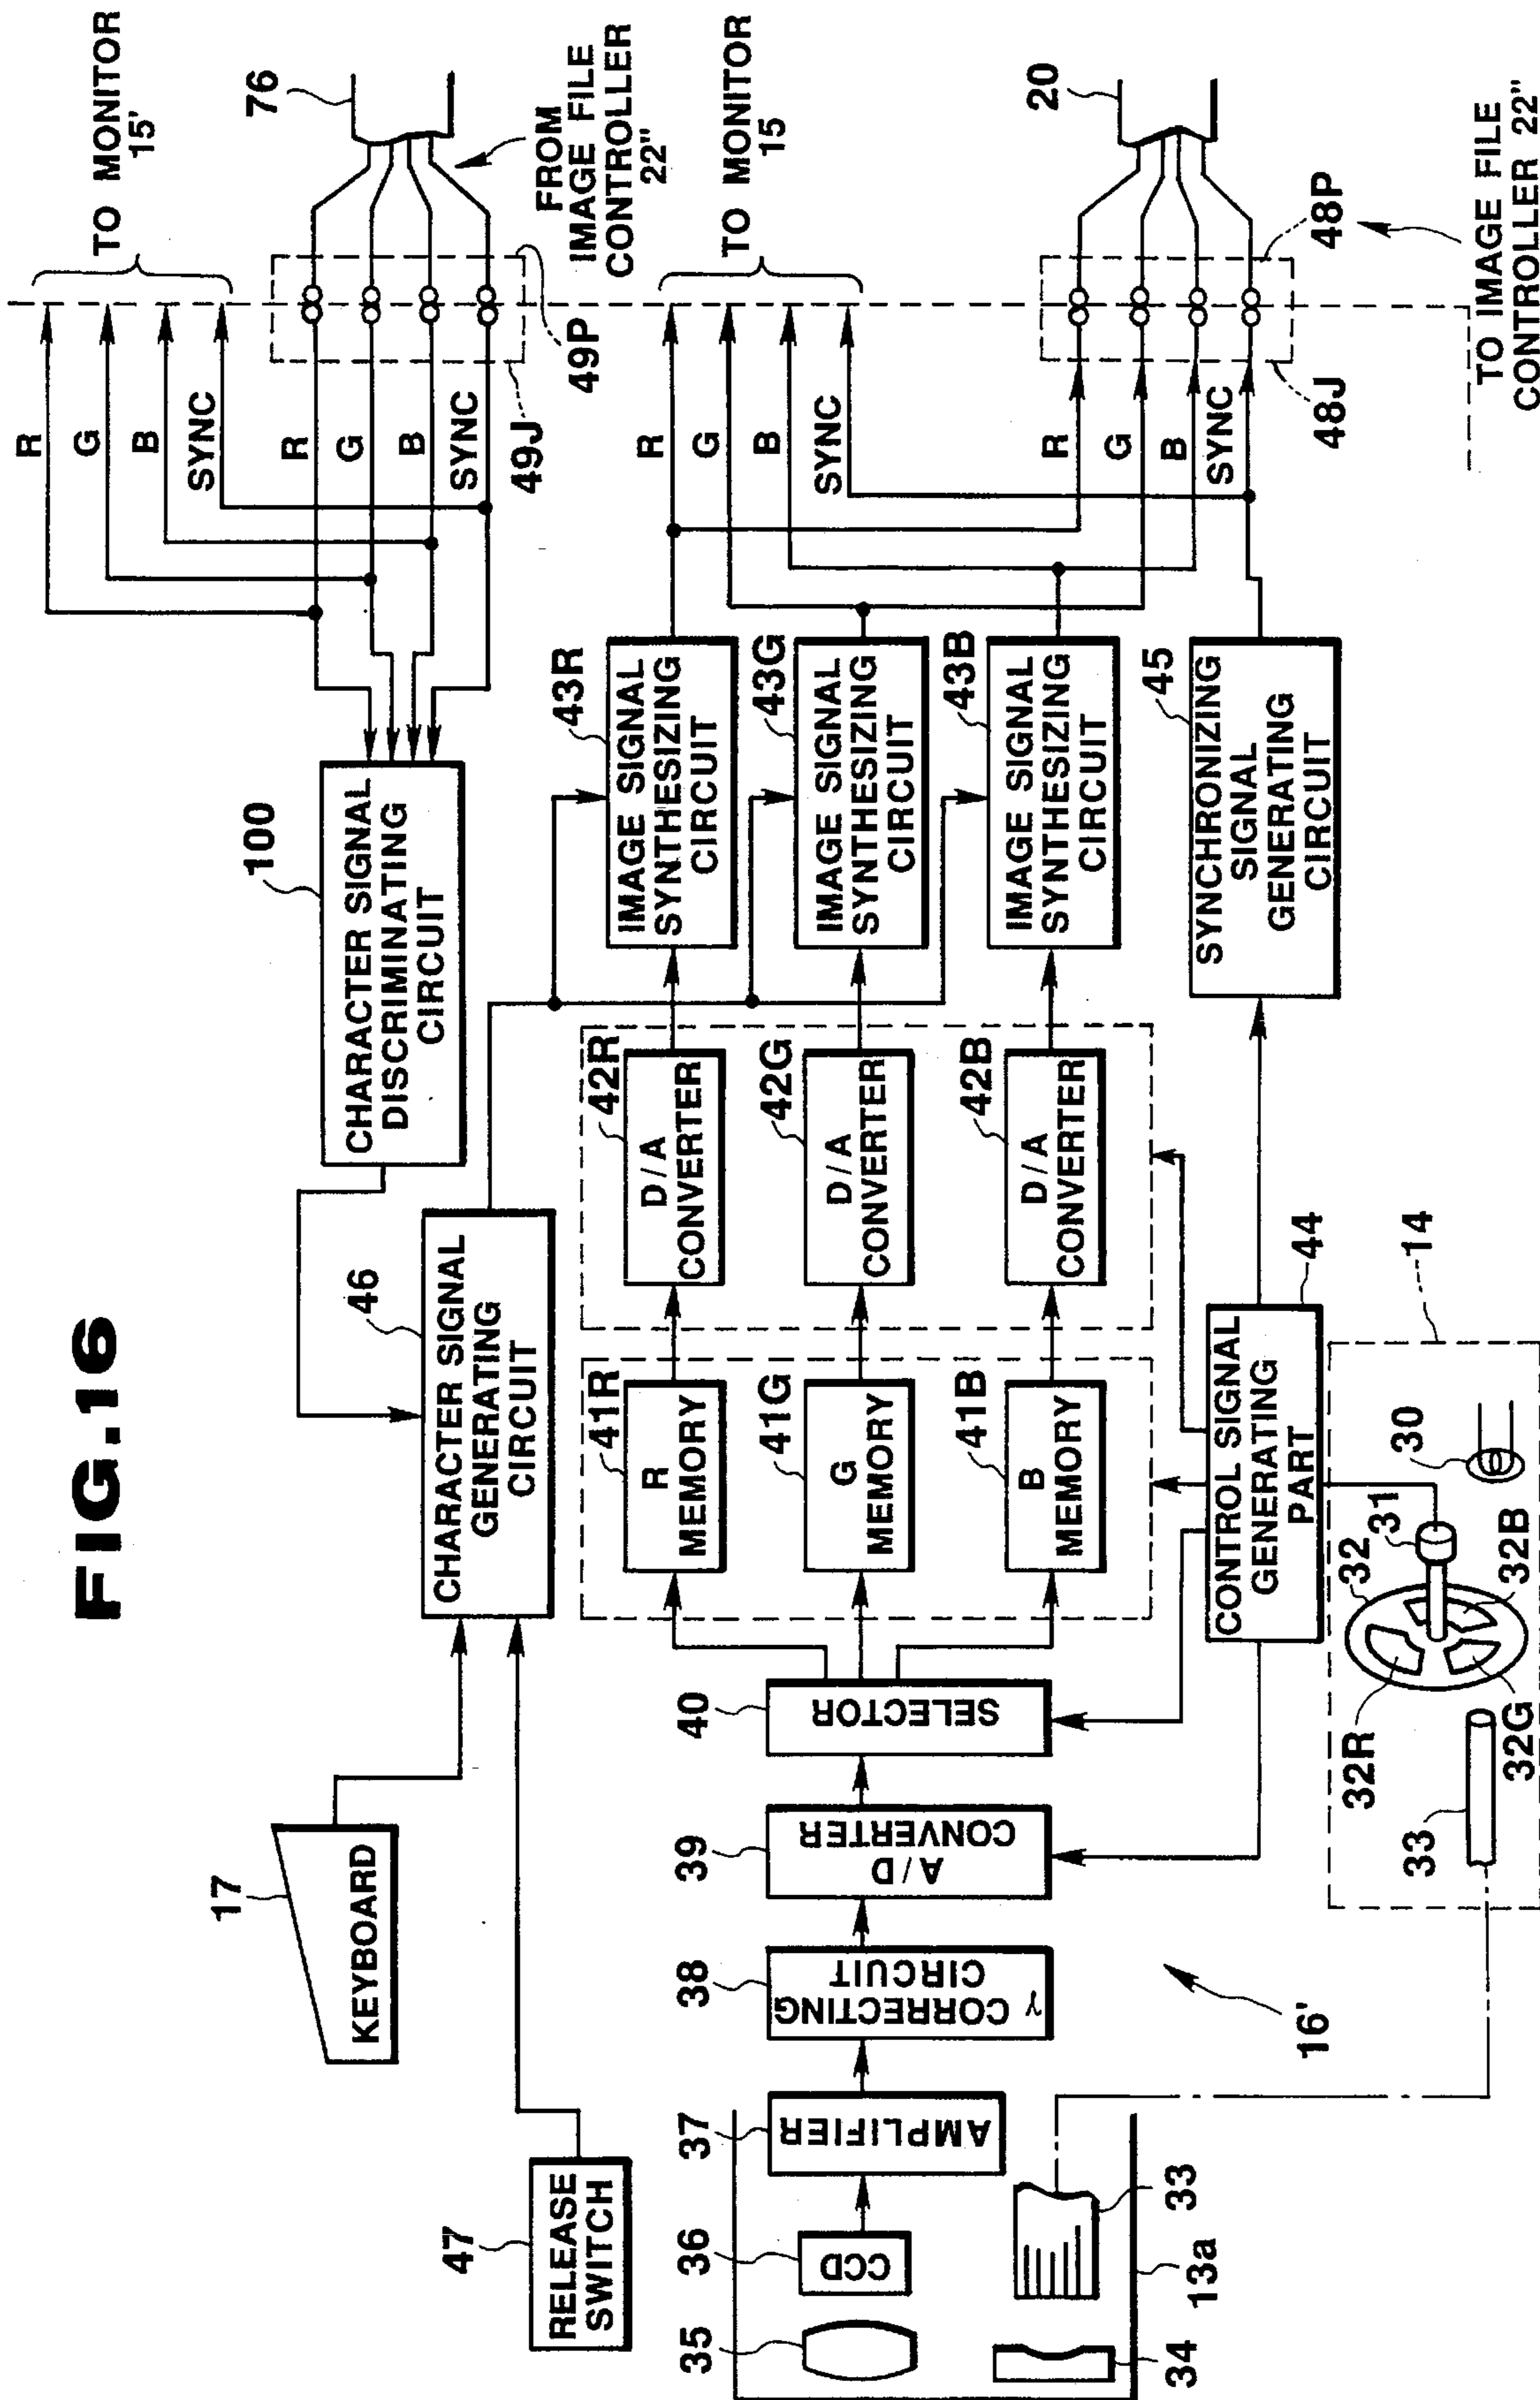 FIG.16
TO MONITOR
15'
R
G
B
SYNC
76
R
G
B
SYNC
49J
49P
FROM
IMAGE FILE
CONTROLLER
22"
TO MONITOR
15
R
G
B
SYNC
20
R
G
B
SYNC
48J
48P
TO IMAGE FILE
CONTROLLER 22"
17
KEYBOARD
47
RELEASE
SWITCH
46
CHARACTER SIGNAL
GENERATING
CIRCUIT
100
CHARACTER SIGNAL
DISCRIMINATING
CIRCUIT
35
36
CCD
37
AMPLIFIER
38
γ CORRECTING
CIRCUIT
39
A/D
CONVERTER
40
SELECTOR
41R
R
MEMORY
41G
G
MEMORY
41B
B
MEMORY
42R
D/A
CONVERTER
42G
D/A
CONVERTER
42B
D/A
CONVERTER
43R
IMAGE SIGNAL
SYNTHESIZING
CIRCUIT
43G
IMAGE SIGNAL
SYNTHESIZING
CIRCUIT
43B
IMAGE SIGNAL
SYNTHESIZING
CIRCUIT
45
SYNCHRONIZING
SIGNAL
GENERATING
CIRCUIT
44
CONTROL SIGNAL
GENERATING
PART
34
13a
33
16'
33
32R
32G
32
32B
31
30
14